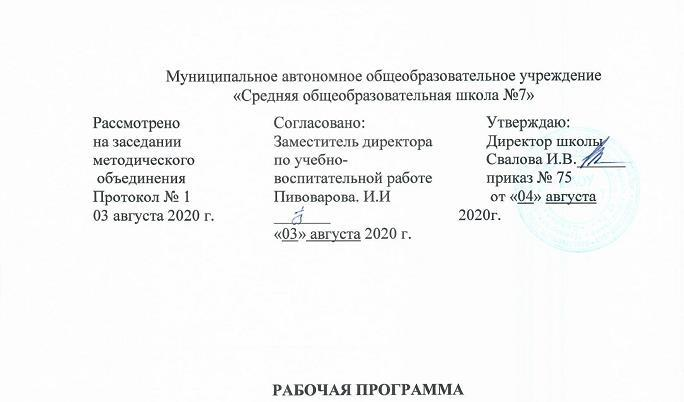 Муниципальное автономное общеобразовательное учреждение
«Средняя общеобразовательная школа №7»
Рассмотрено
на заседании
методического
объединения
Протокол № 1
03 августа 2020 г.
Согласовано:
Заместитель директора
по учебно-
воспитательной работе
Пивоварова. И.И
«03» августа 2020 г.
Утверждаю:
Директор школы
Свалова И.В.
приказ № 75
от «04» августа
2020г.
РАБОЧАЯ ПРОГРАММА